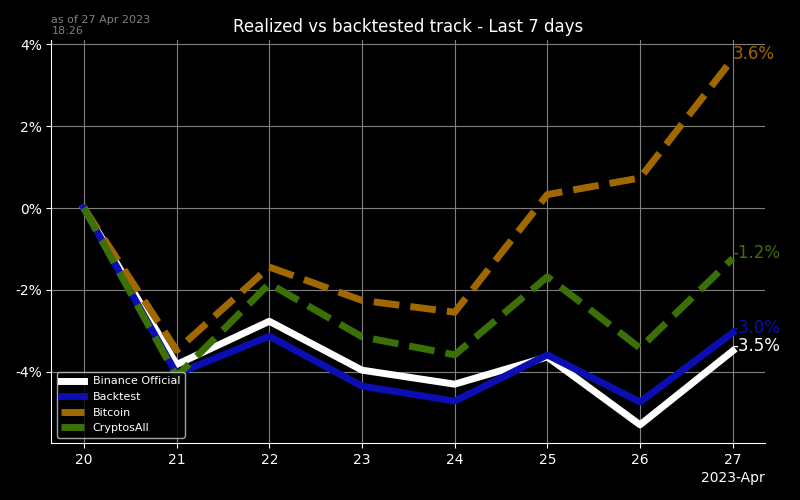 as of 27 Apr 2023
18:26
Realized vs backtested track - Last 7 days
4%
2%
0%
-2%
-4%
3.6%
-1.2%
-3.0%
-3.5%
Binance Official
Backtest
Bitcoin
CryptosAll
20 21 22 23 24 25 26 27
2023-Apr